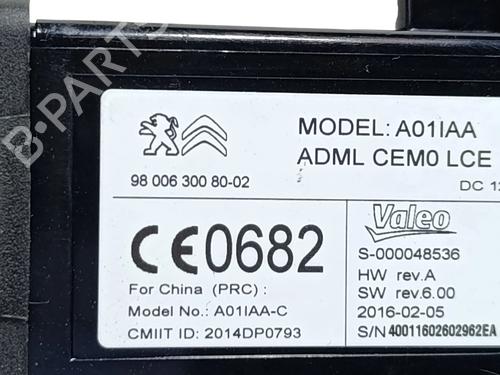 MODEL: A01IAA
ADML CEM0 LCE
98 006 300 80-02
DC 12
CE0682
Valeo
S-000048536
HW rev.A
SW rev.6.00
2016-02-05
S/N 40011602602962EA
For China (PRC) :
Model No.: A01IAA-C
CMIIT ID: 2014DP0793
B-PARTS